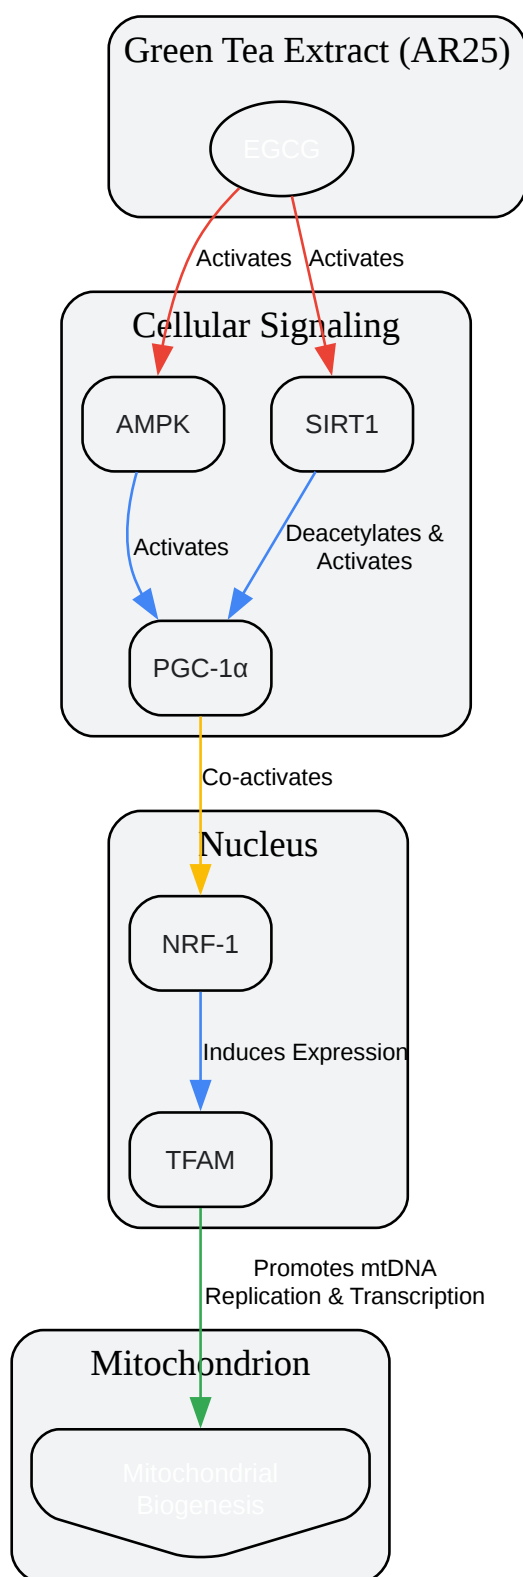 Green Tea Extract (AR25)
EGCG
Activates
Activates
Cellular Signaling
AMPK
SIRT1
Activates
Deacetylates &
Activates
PGC-1α
Co-activates
Nucleus
NRF-1
Induces Expression
TFAM
Promotes mtDNA
Replication & Transcription
Mitochondrion
Mitochondrial
Biogenesis